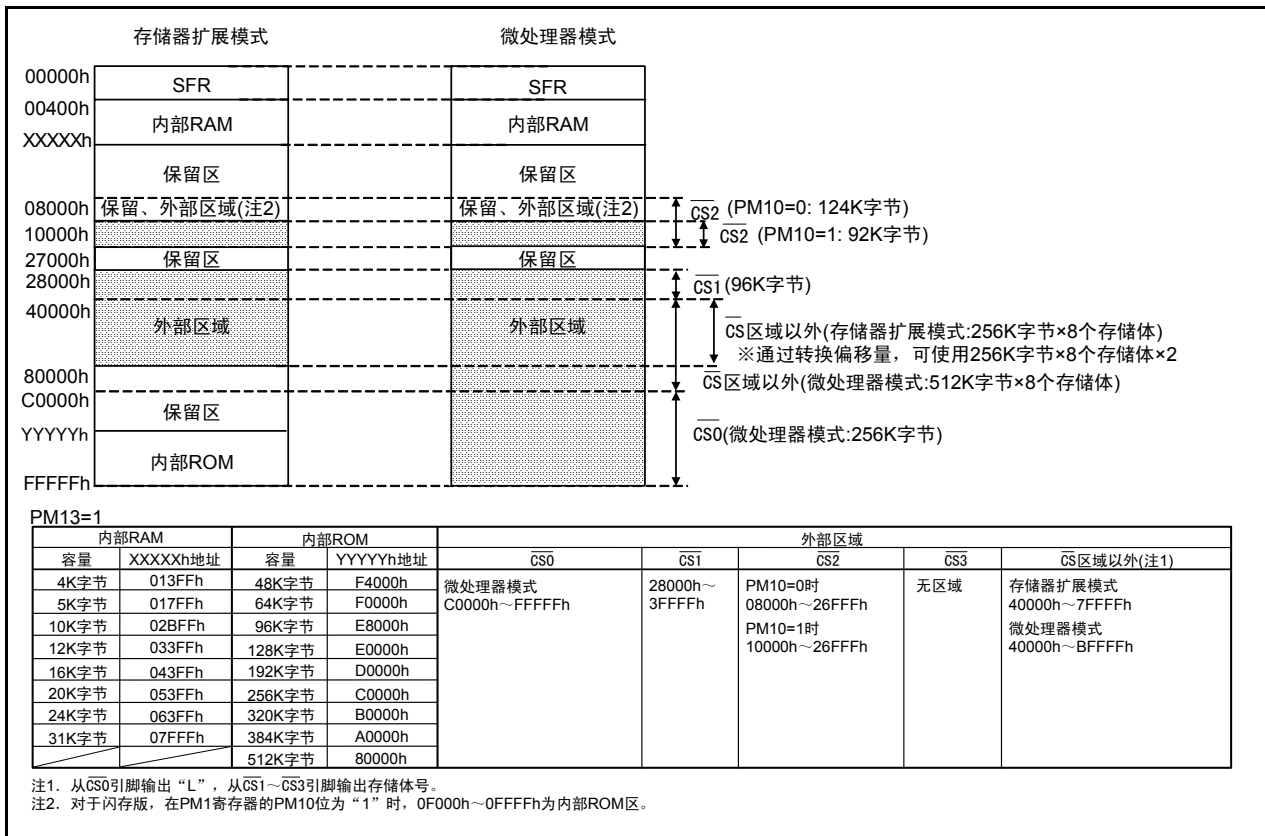 存储器扩展模式 微处理器模式
00000h SFR SFR
00400h
内部RAM 内部RAM
XXXXXh
保留区 保留区
08000h 保留、外部区域(注2) 保留、外部区域(注2) CS2 (PM10=0: 124K字节)
10000h CS2 (PM10=1: 92K字节)
27000h 保留区 保留区
28000h CS1(96K字节)
40000h
外部区域 外部区域 CS区域以外(存储器扩展模式:256K字节×8个存储体)
※通过转换偏移量，可使用256K字节×8个存储体×2
80000h CS区域以外(微处理器模式:512K字节×8个存储体)
C0000h
保留区
YYYYYh CS0(微处理器模式:256K字节)
内部ROM
FFFFFh
PM13=1
内部RAM 内部ROM 外部区域
容量 XXXXXh地址 容量 YYYYYh地址 CS0 CS1 CS2 CS3 CS区域以外(注1)
4K字节 013FFh 48K字节 F4000h 微处理器模式 28000h～ PM10=0时 无区域 存储器扩展模式
5K字节 017FFh 64K字节 F0000h C0000h～FFFFFh 3FFFFh 08000h～26FFFh 40000h～7FFFFh
10K字节 02BFFh 96K字节 E8000h PM10=1时 微处理器模式
12K字节 033FFh 128K字节 E0000h 10000h～26FFFh 40000h～BFFFFh
16K字节 043FFh 192K字节 D0000h
20K字节 053FFh 256K字节 C0000h
24K字节 063FFh 320K字节 B0000h
31K字节 07FFFh 384K字节 A0000h
512K字节 80000h
注1. 从CS0引脚输出“L”，从CS1～CS3引脚输出存储体号。
注2. 对于闪存版，在PM1寄存器的PM10位为“1”时，0F000h～0FFFFh为内部ROM区。